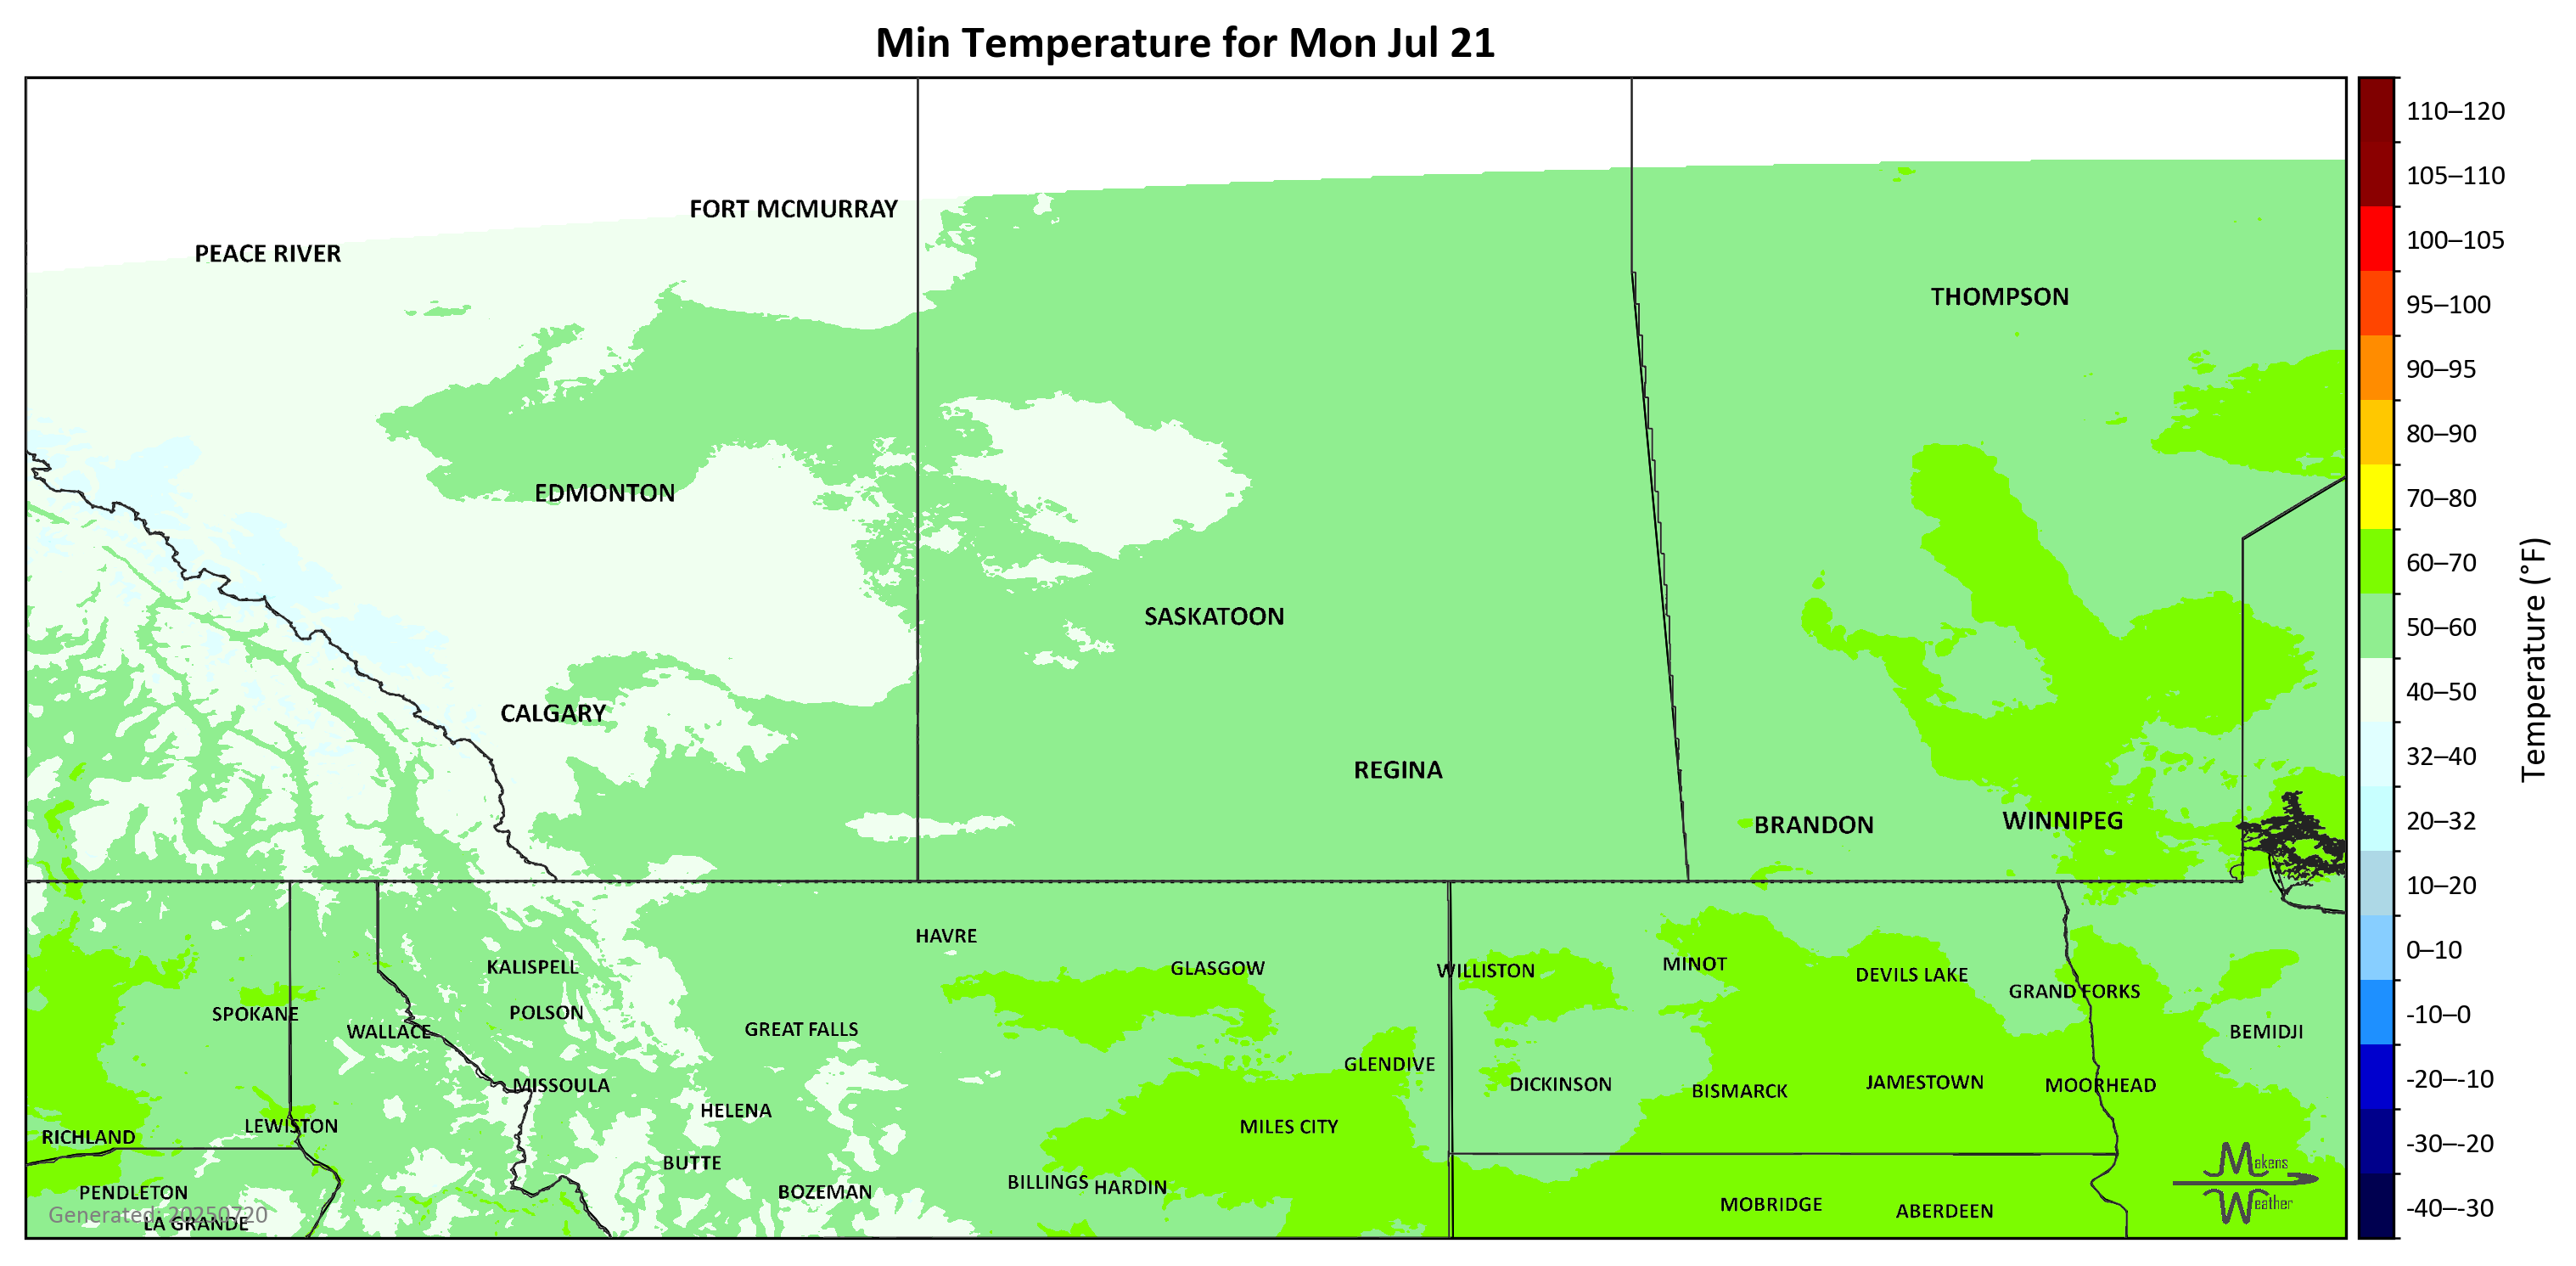 Min Temperature for Mon Jul 21
FORT MCMURRAY
PEACE RIVER
THOMPSON
EDMONTON
SASKATOON
CALGARY
REGINA
BRANDON
WINNIPEG
HAVRE
KALISPELL
GLASGOW
WILLISTON
MINOT
DEVILS LAKE
GRAND FORKS
SPOKANE
POLSON
WALLACE
GREAT FALLS
BEMIDJI
GLENDIVE
MISSOULA
DICKINSON
BISMARCK
JAMESTOWN
MOORHEAD
HELENA
LEWISTON
MILES CITY
RICHLAND
BUTTE
PENDLETON
BOZEMAN
BILLINGS
HARDIN
MOBRIDGE
ABERDEEN
Generated: 20250720
LA GRANDE
Makens
Weather
110–120
105–110
100–105
95–100
90–95
80–90
70–80
60–70
50–60
40–50
32–40
20–32
10–20
0–10
-10–0
-20–-10
-30–-20
-40–-30
Temperature (°F)